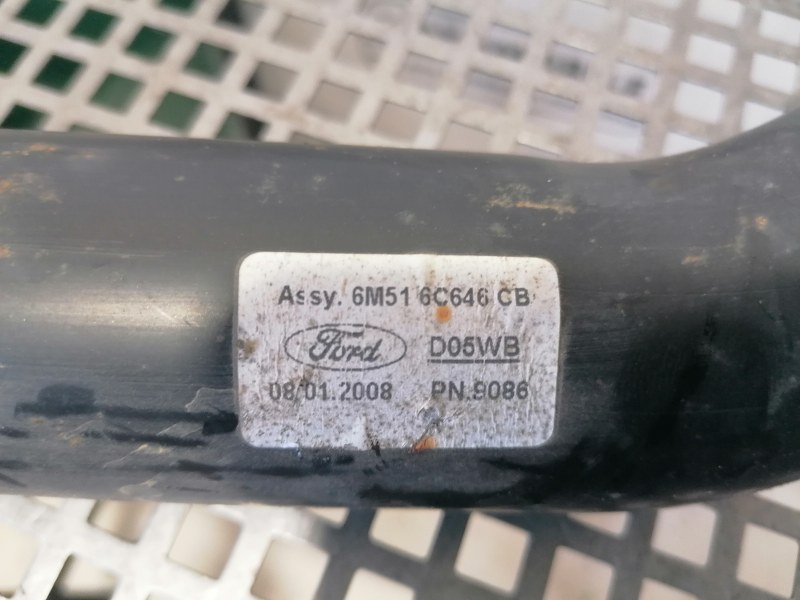 Assy. 6M51 6C646 CB
Ford D05WB
08/01.2008 PN.9086